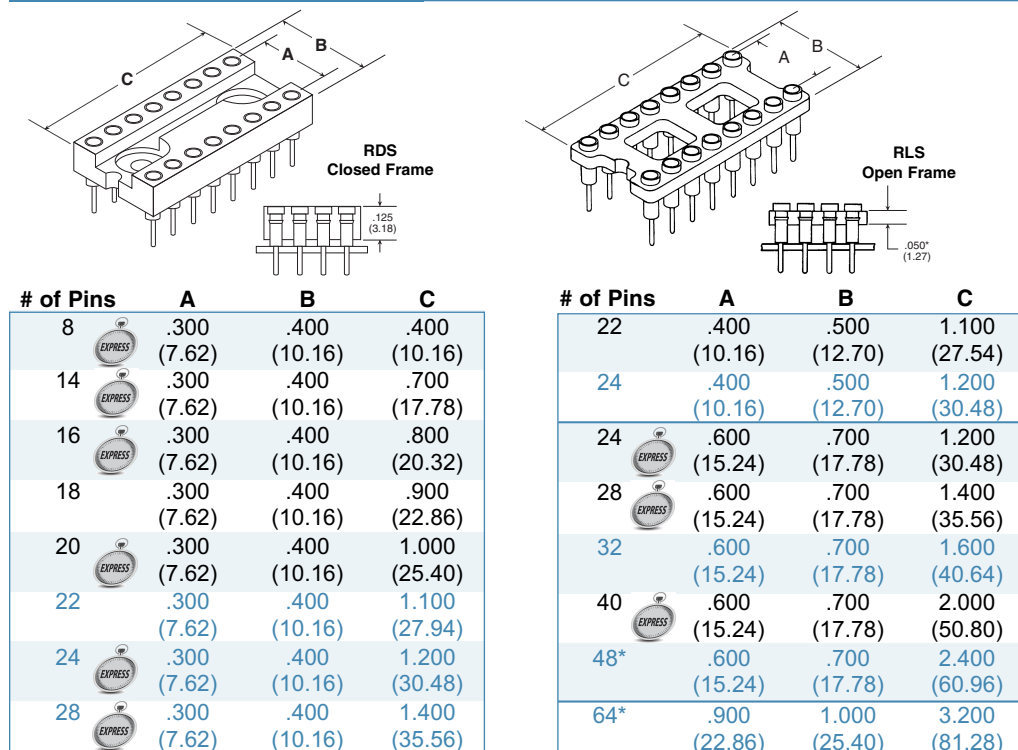 C
A
B
RDS
Closed Frame
.125
(3.18)
C
A
B
RLS
Open Frame
.050*
(1.27)
# of Pins A B C
8 EXPRESS .300 .400 .400
(7.62) (10.16) (10.16)
14 EXPRESS .300 .400 .700
(7.62) (10.16) (17.78)
16 EXPRESS .300 .400 .800
(7.62) (10.16) (20.32)
18 .300 .400 .900
(7.62) (10.16) (22.86)
20 EXPRESS .300 .400 1.000
(7.62) (10.16) (25.40)
22 .300 .400 1.100
(7.62) (10.16) (27.94)
24 EXPRESS .300 .400 1.200
(7.62) (10.16) (30.48)
28 EXPRESS .300 .400 1.400
(7.62) (10.16) (35.56)
# of Pins A B C
22 .400 .500 1.100
(10.16) (12.70) (27.54)
24 .400 .500 1.200
(10.16) (12.70) (30.48)
24 EXPRESS .600 .700 1.200
(15.24) (17.78) (30.48)
28 EXPRESS .600 .700 1.400
(15.24) (17.78) (35.56)
32 .600 .700 1.600
(15.24) (17.78) (40.64)
40 EXPRESS .600 .700 2.000
(15.24) (17.78) (50.80)
48* .600 .700 2.400
(15.24) (17.78) (60.96)
64* .900 1.000 3.200
(22.86) (25.40) (81.28)